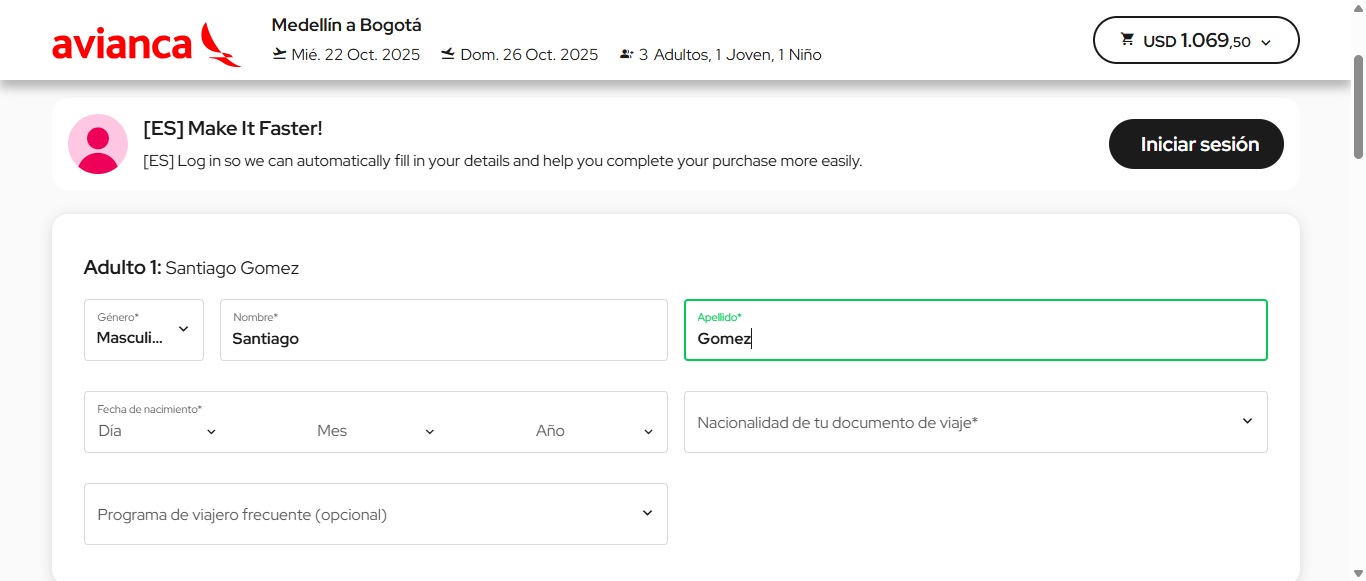 avianca
Medellín a Bogotá
Mié. 22 Oct. 2025 Dom. 26 Oct. 2025 3 Adultos, 1 Joven, 1 Niño
USD 1.069,50
[ES] Make It Faster!
[ES] Log in so we can automatically fill in your details and help you complete your purchase more easily.
Iniciar sesión
Adulto 1: Santiago Gomez
Género*
Masculi...
Nombre*
Santiago
Apellido*
Gomez
Fecha de nacimiento*
Día Mes Año
Nacionalidad de tu documento de viaje*
Programa de viajero frecuente (opcional)